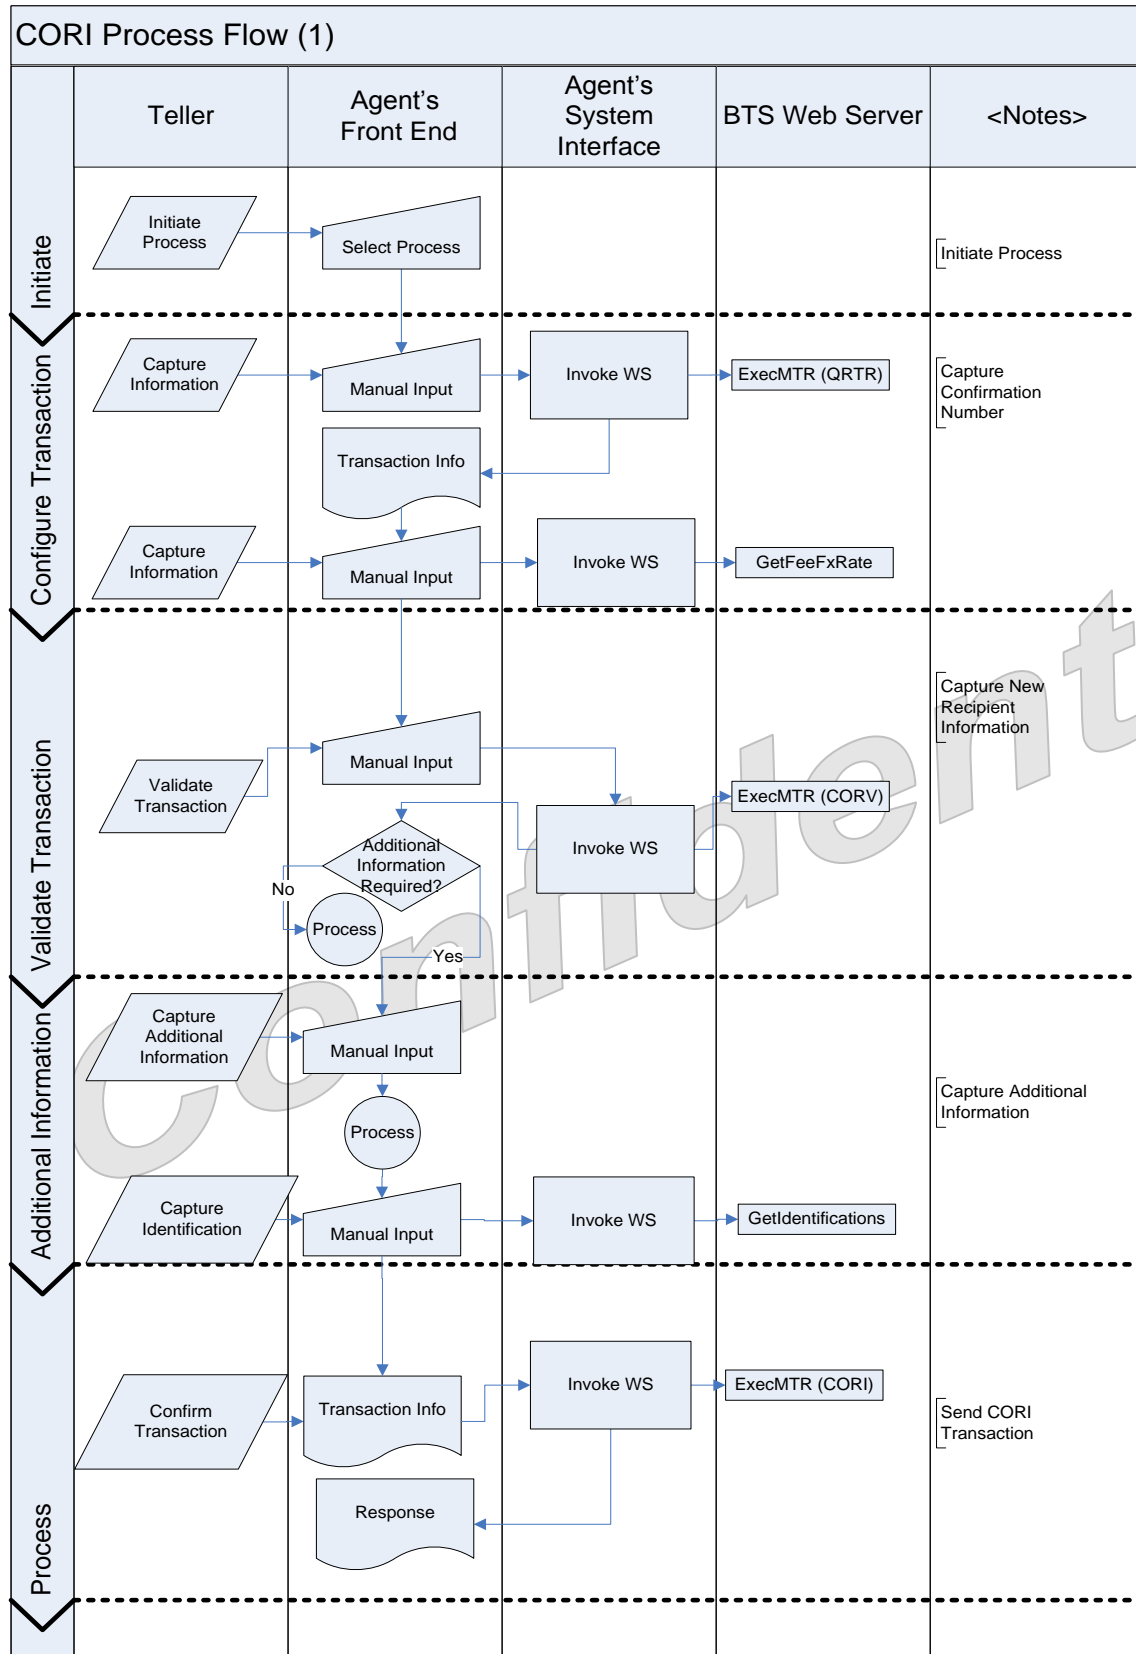 CORI Process Flow (1)
Teller
Agent's
Front End
Agent's
System
Interface
BTS Web Server
<Notes>
Initiate
Initiate
Process
Select Process
Initiate Process
Configure Transaction
Capture
Information
Manual Input
Invoke WS
ExecMTR (QRTR)
Capture
Confirmation
Number
Transaction Info
Capture
Information
Manual Input
Invoke WS
GetFeeFxRate
Validate Transaction
Capture New
Recipient
Information
Validate
Transaction
Manual Input
Invoke WS
ExecMTR (CORV)
Additional
Information
Required?
No
Process
Yes
Additional Information
Capture
Additional
Information
Manual Input
Capture Additional
Information
Process
Capture
Identification
Manual Input
Invoke WS
GetIdentifications
Process
Confirm
Transaction
Transaction Info
Invoke WS
ExecMTR (CORI)
Send CORI
Transaction
Response
Confident